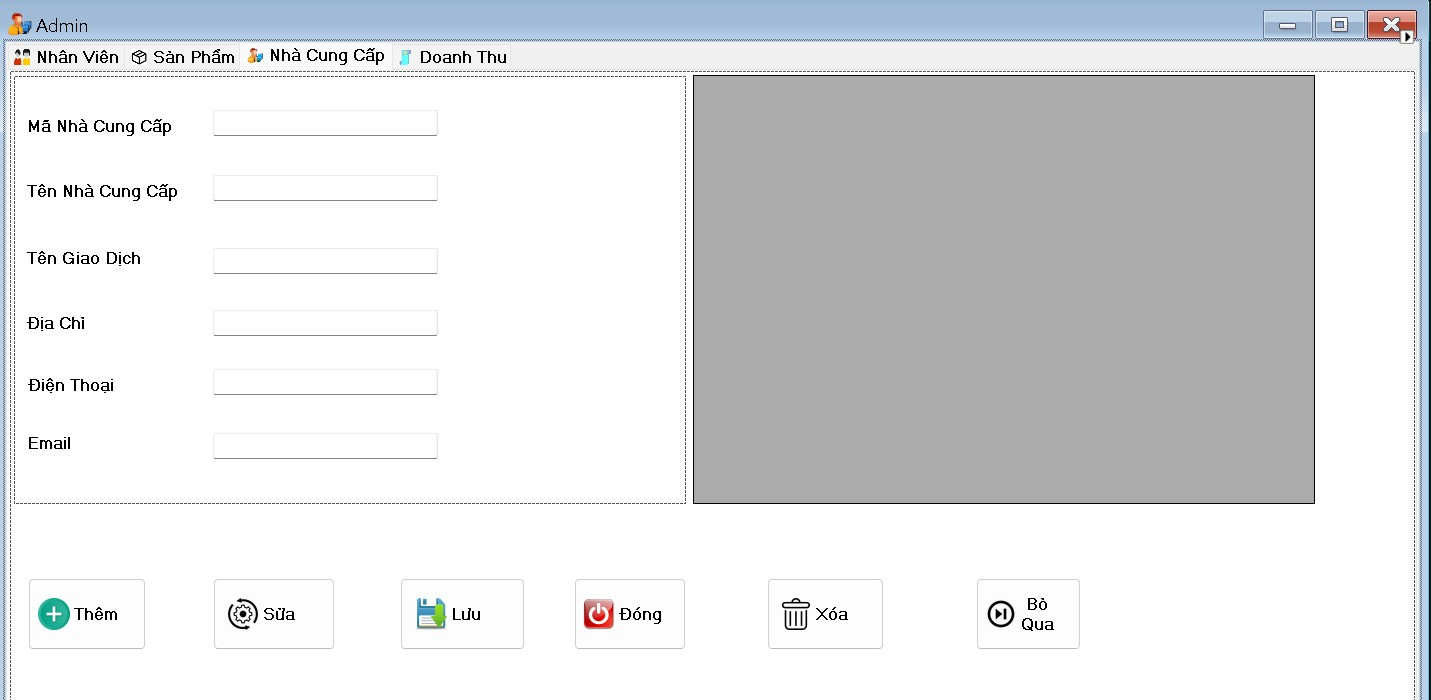 Admin
Nhân Viên Sản Phẩm Nhà Cung Cấp Doanh Thu
Mã Nhà Cung Cấp
Tên Nhà Cung Cấp
Tên Giao Dịch
Địa Chỉ
Điện Thoại
Email
Thêm Sửa Lưu Đóng Xóa Bỏ
Qua